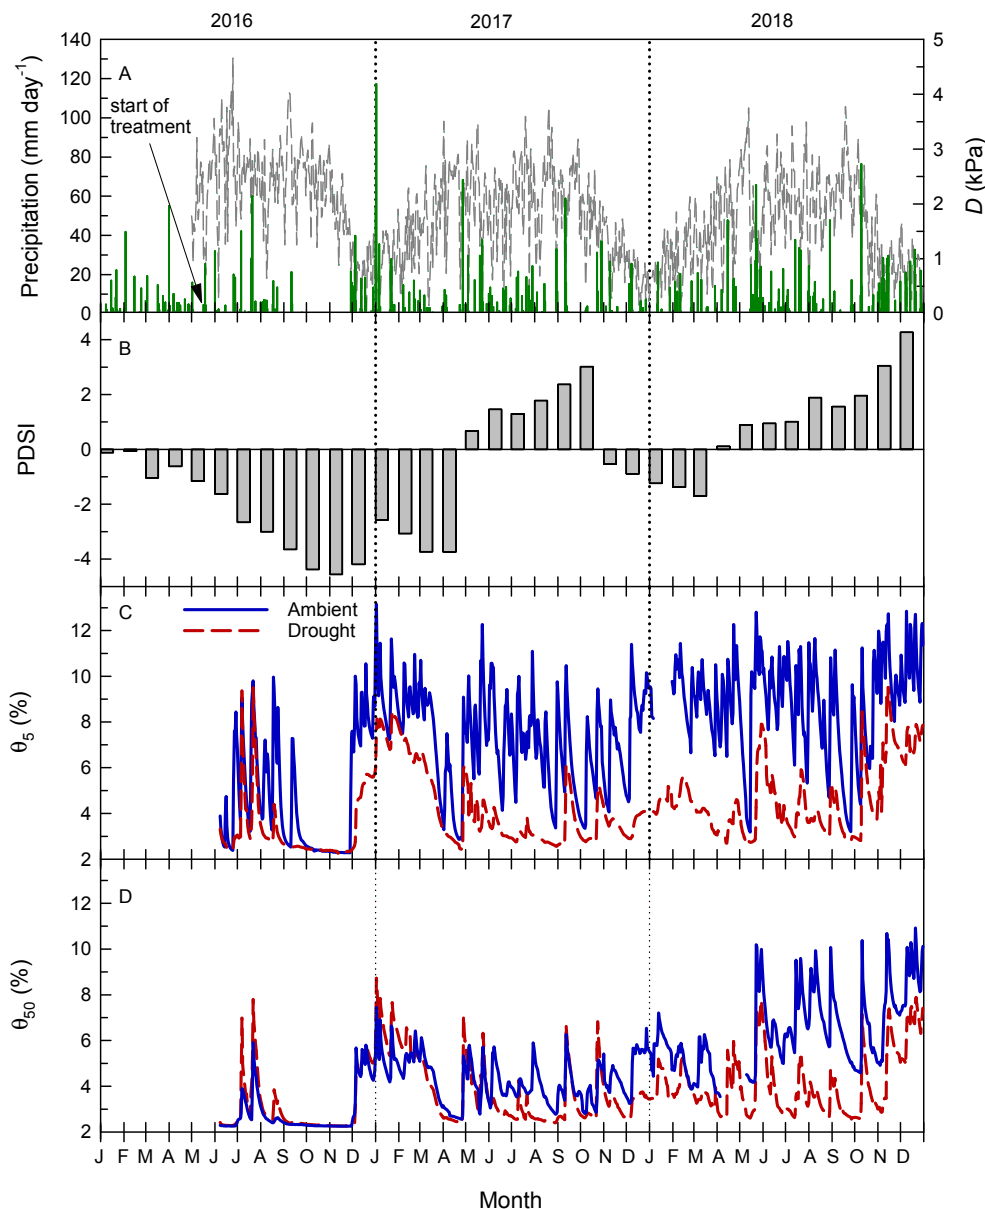 2016 2017 2018
140 5
A
120
4
start of
treatment
100
80 3
60 2
40
1
20
0 0
Precipitation (mm day⁻¹)
D (kPa)
4
B
2
0
-2
-4
PDSI
C
Ambient
Drought
12
10
8
6
4
2
θ5 (%)
D
12
10
8
6
4
2
θ50 (%)
J F M A M J J A S O N D J F M A M J J A S O N D J F M A M J J A S O N D
Month